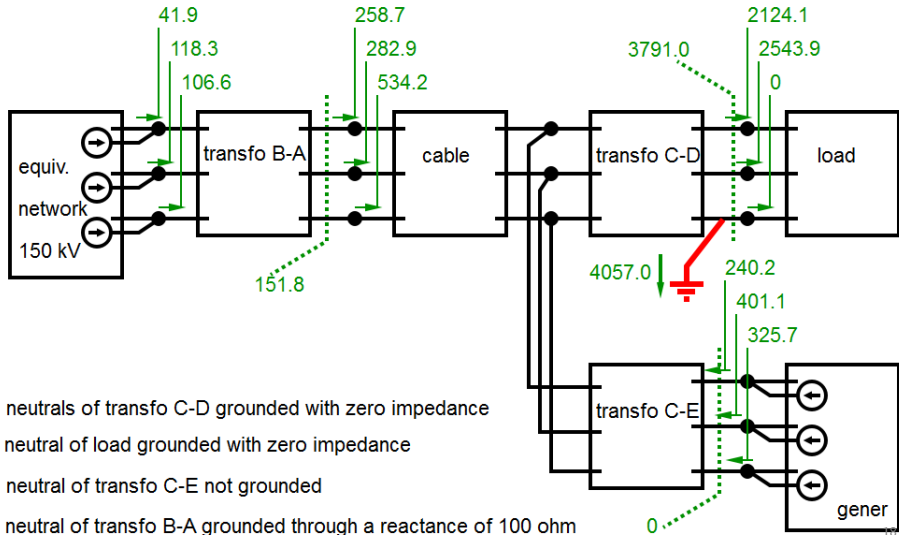 41.9
118.3
106.6
258.7
282.9
534.2
3791.0
2124.1
2543.9
0
equiv.
network
150 kV
transfo B-A
cable
transfo C-D
load
151.8
4057.0
240.2
401.1
325.7
transfo C-E
gener
0
neutrals of transfo C-D grounded with zero impedance
neutral of load grounded with zero impedance
neutral of transfo C-E not grounded
neutral of transfo B-A grounded through a reactance of 100 ohm